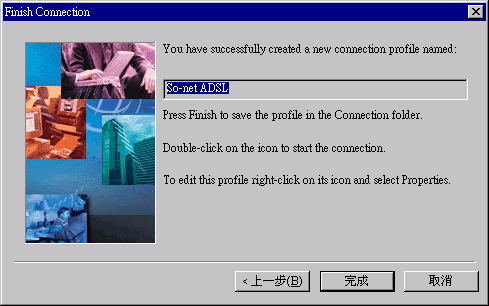 Finish Connection
You have successfully created a new connection profile named:
So-net ADSL
Press Finish to save the profile in the Connection folder.
Double-click on the icon to start the connection.
To edit this profile right-click on its icon and select Properties.
< 上一步(B)
完成
取消